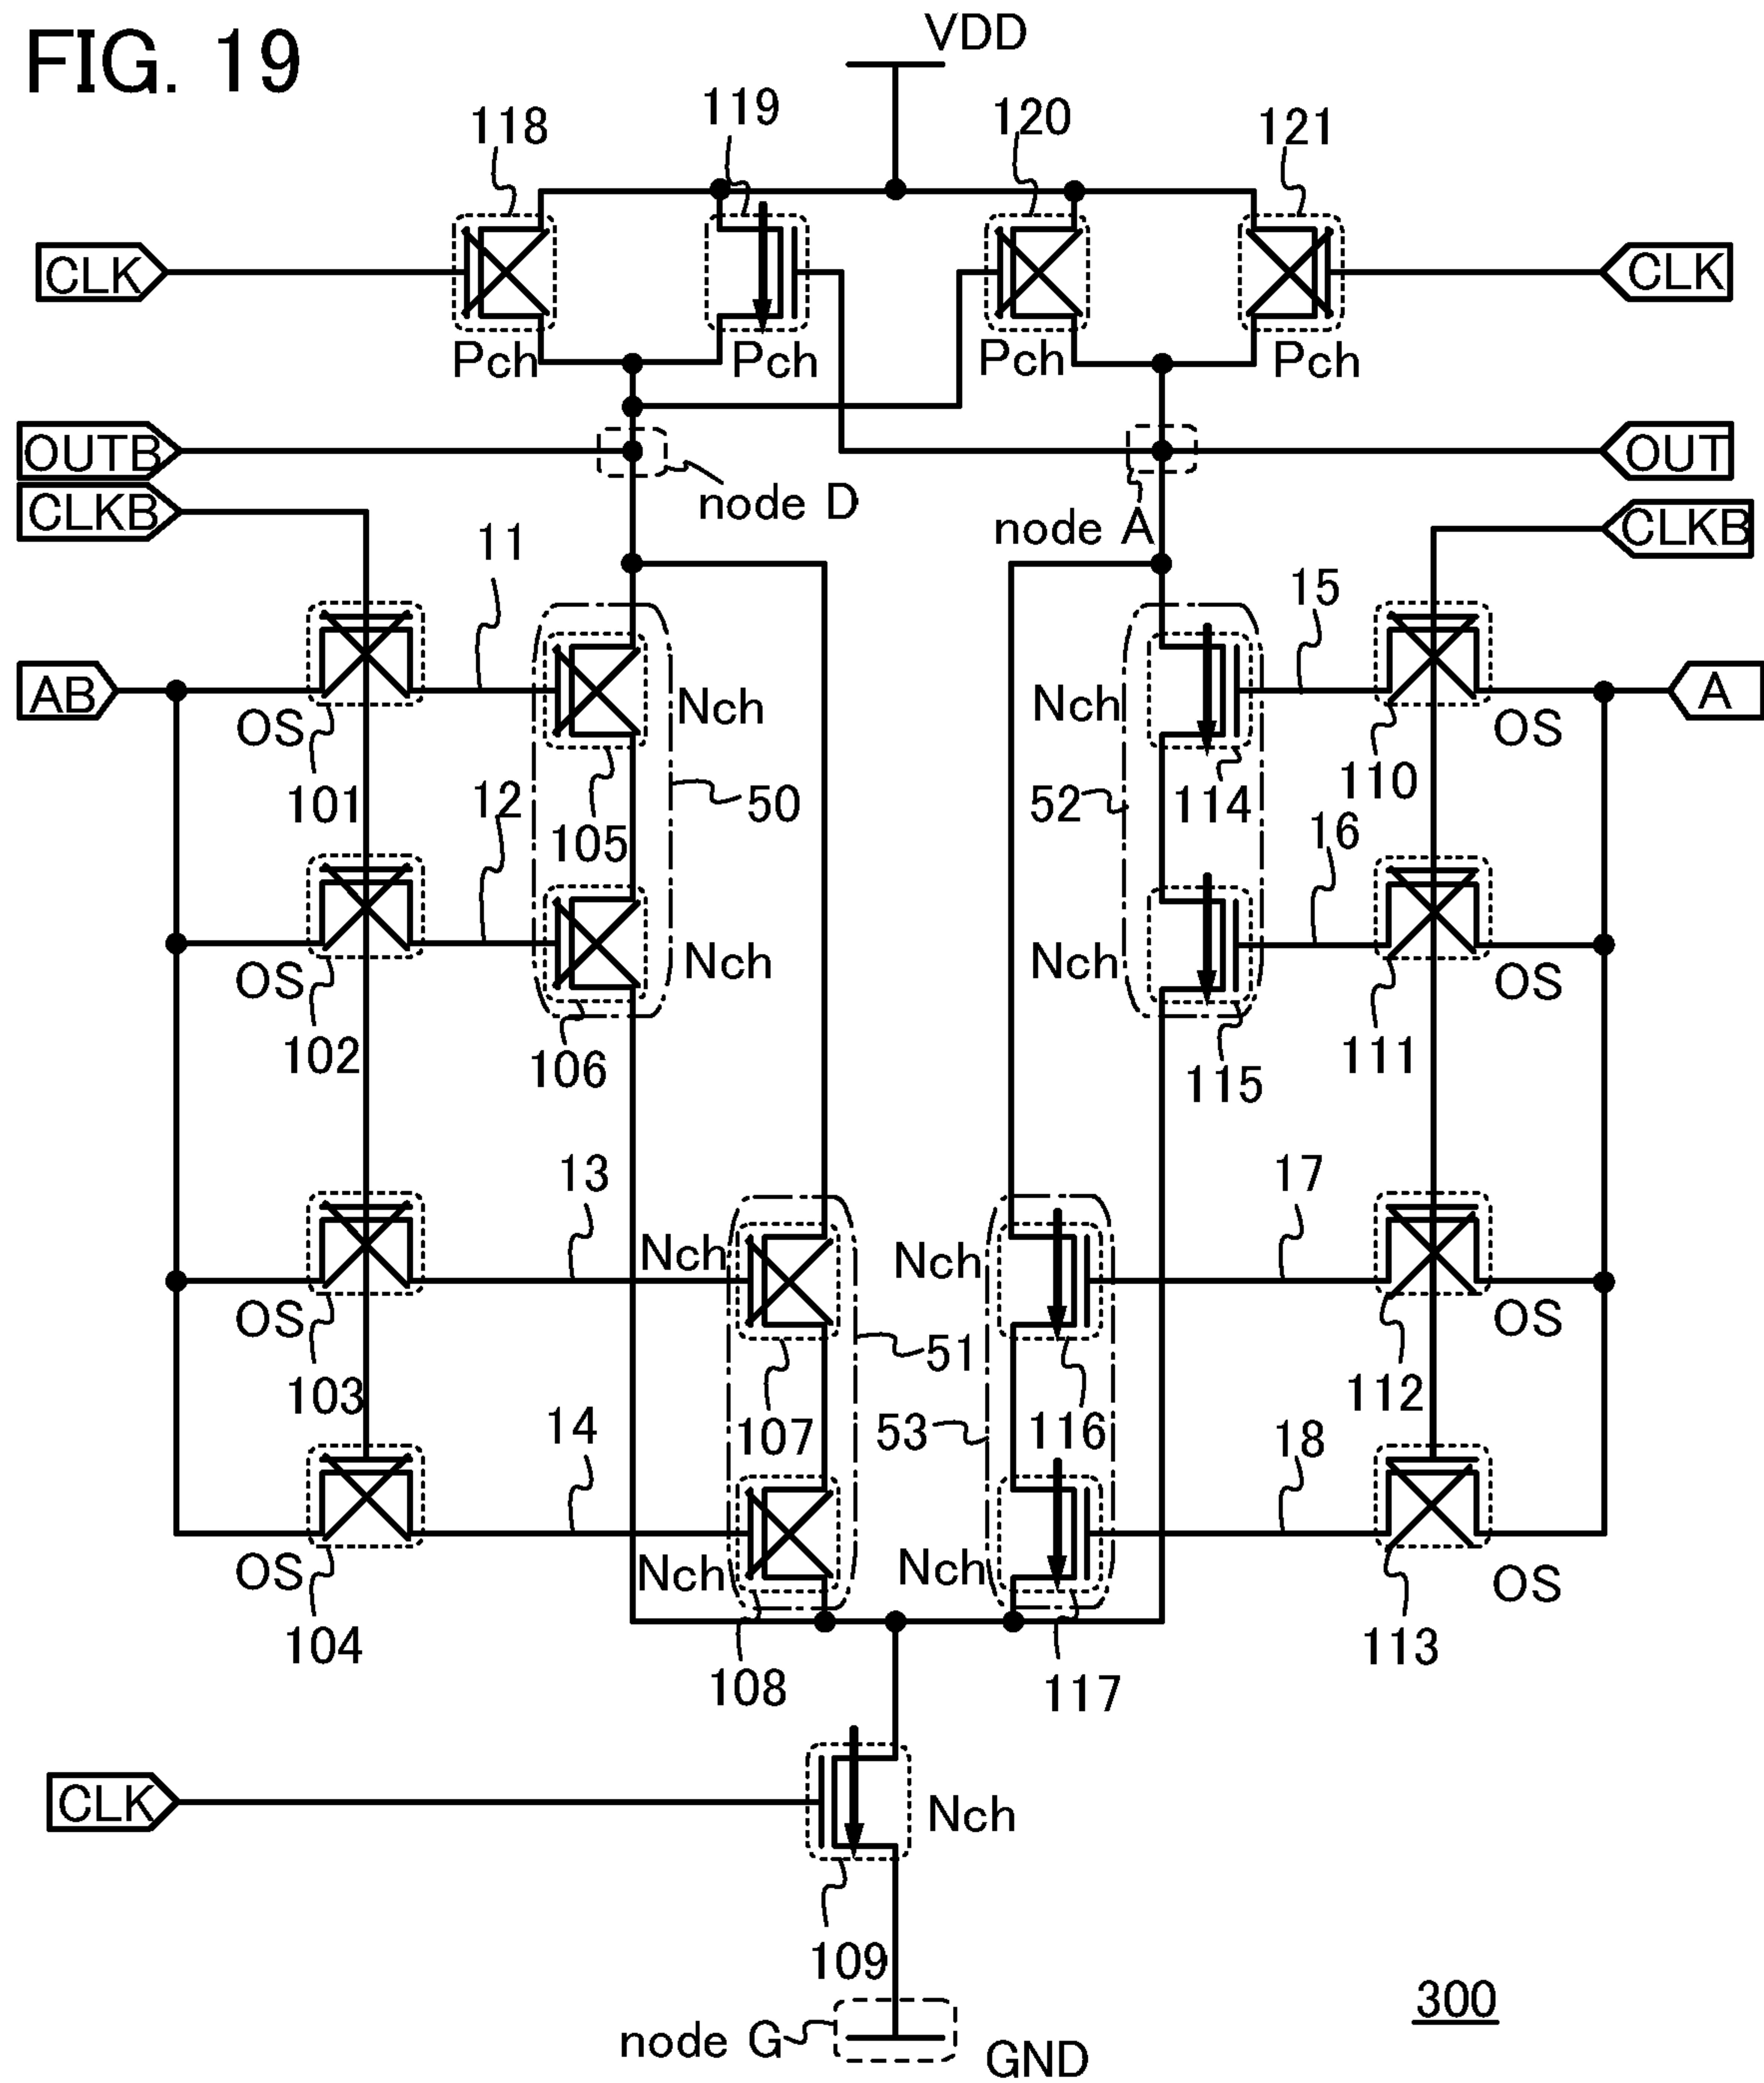 FIG. 19
VDD
118
119
120
121
CLK
CLK
Pch
Pch
Pch
Pch
OUTB
OUT
node D
node A
CLKB
CLKB
11
15
AB
Nch
Nch
A
OS
OS
101
12
105
50
52
114
110
16
Nch
Nch
OS
OS
102
106
115
111
13
17
Nch
Nch
OS
OS
103
14
107
51
53
116
112
18
Nch
Nch
OS
OS
104
108
117
113
CLK
Nch
109
300
node G
GND